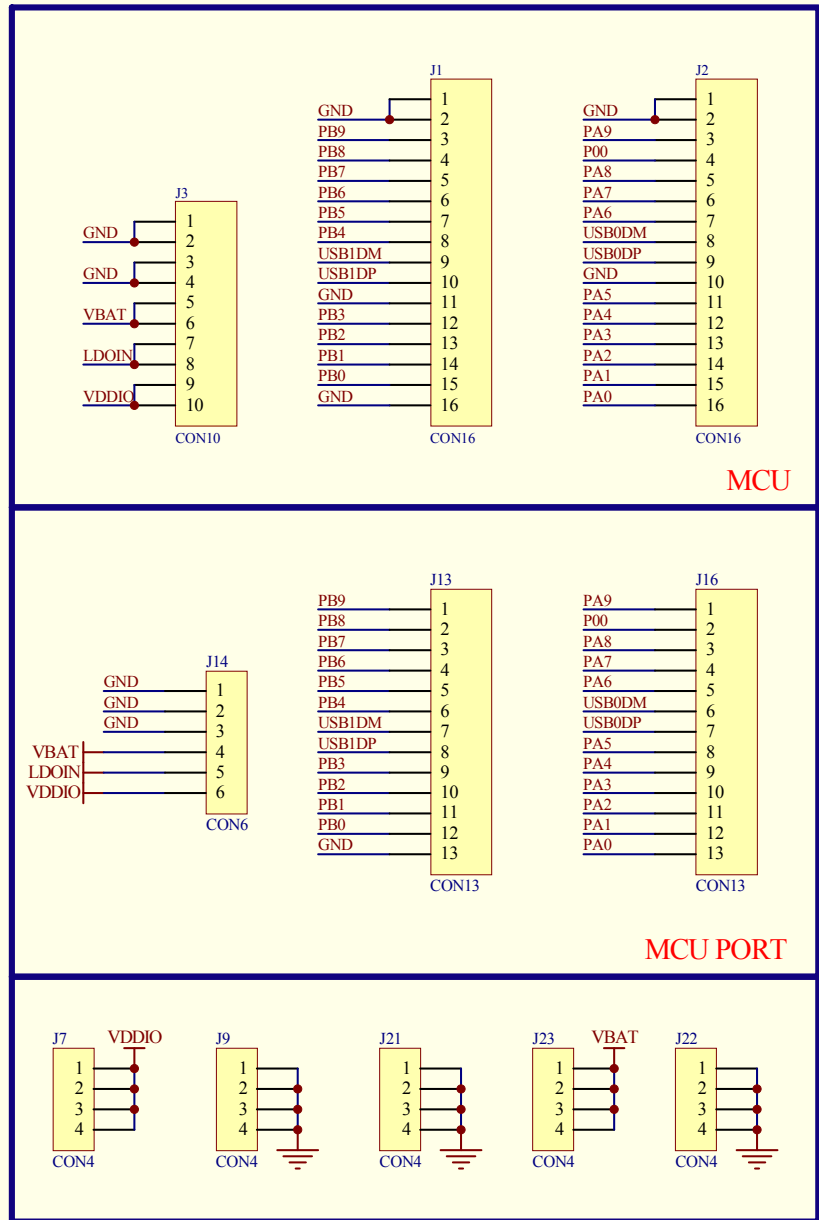 J3
GND
GND
VBAT
LDOIN
VDDIO
1
2
3
4
5
6
7
8
9
10
CON10
J1
GND
PB9
PB8
PB7
PB6
PB5
PB4
USB1DM
USB1DP
GND
PB3
PB2
PB1
PB0
GND
1
2
3
4
5
6
7
8
9
10
11
12
13
14
15
16
CON16
J2
GND
PA9
P00
PA8
PA7
PA6
USB0DM
USB0DP
GND
PA5
PA4
PA3
PA2
PA1
PA0
1
2
3
4
5
6
7
8
9
10
11
12
13
14
15
16
CON16
MCU
J14
GND
GND
GND
VBAT
LDOIN
VDDIO
1
2
3
4
5
6
CON6
J13
PB9
PB8
PB7
PB6
PB5
PB4
USB1DM
USB1DP
PB3
PB2
PB1
PB0
GND
1
2
3
4
5
6
7
8
9
10
11
12
13
CON13
J16
PA9
P00
PA8
PA7
PA6
USB0DM
USB0DP
PA5
PA4
PA3
PA2
PA1
PA0
1
2
3
4
5
6
7
8
9
10
11
12
13
CON13
MCU PORT
J7
VDDIO
1
2
3
4
CON4
J9
1
2
3
4
CON4
J21
1
2
3
4
CON4
J23
VBAT
1
2
3
4
CON4
J22
1
2
3
4
CON4